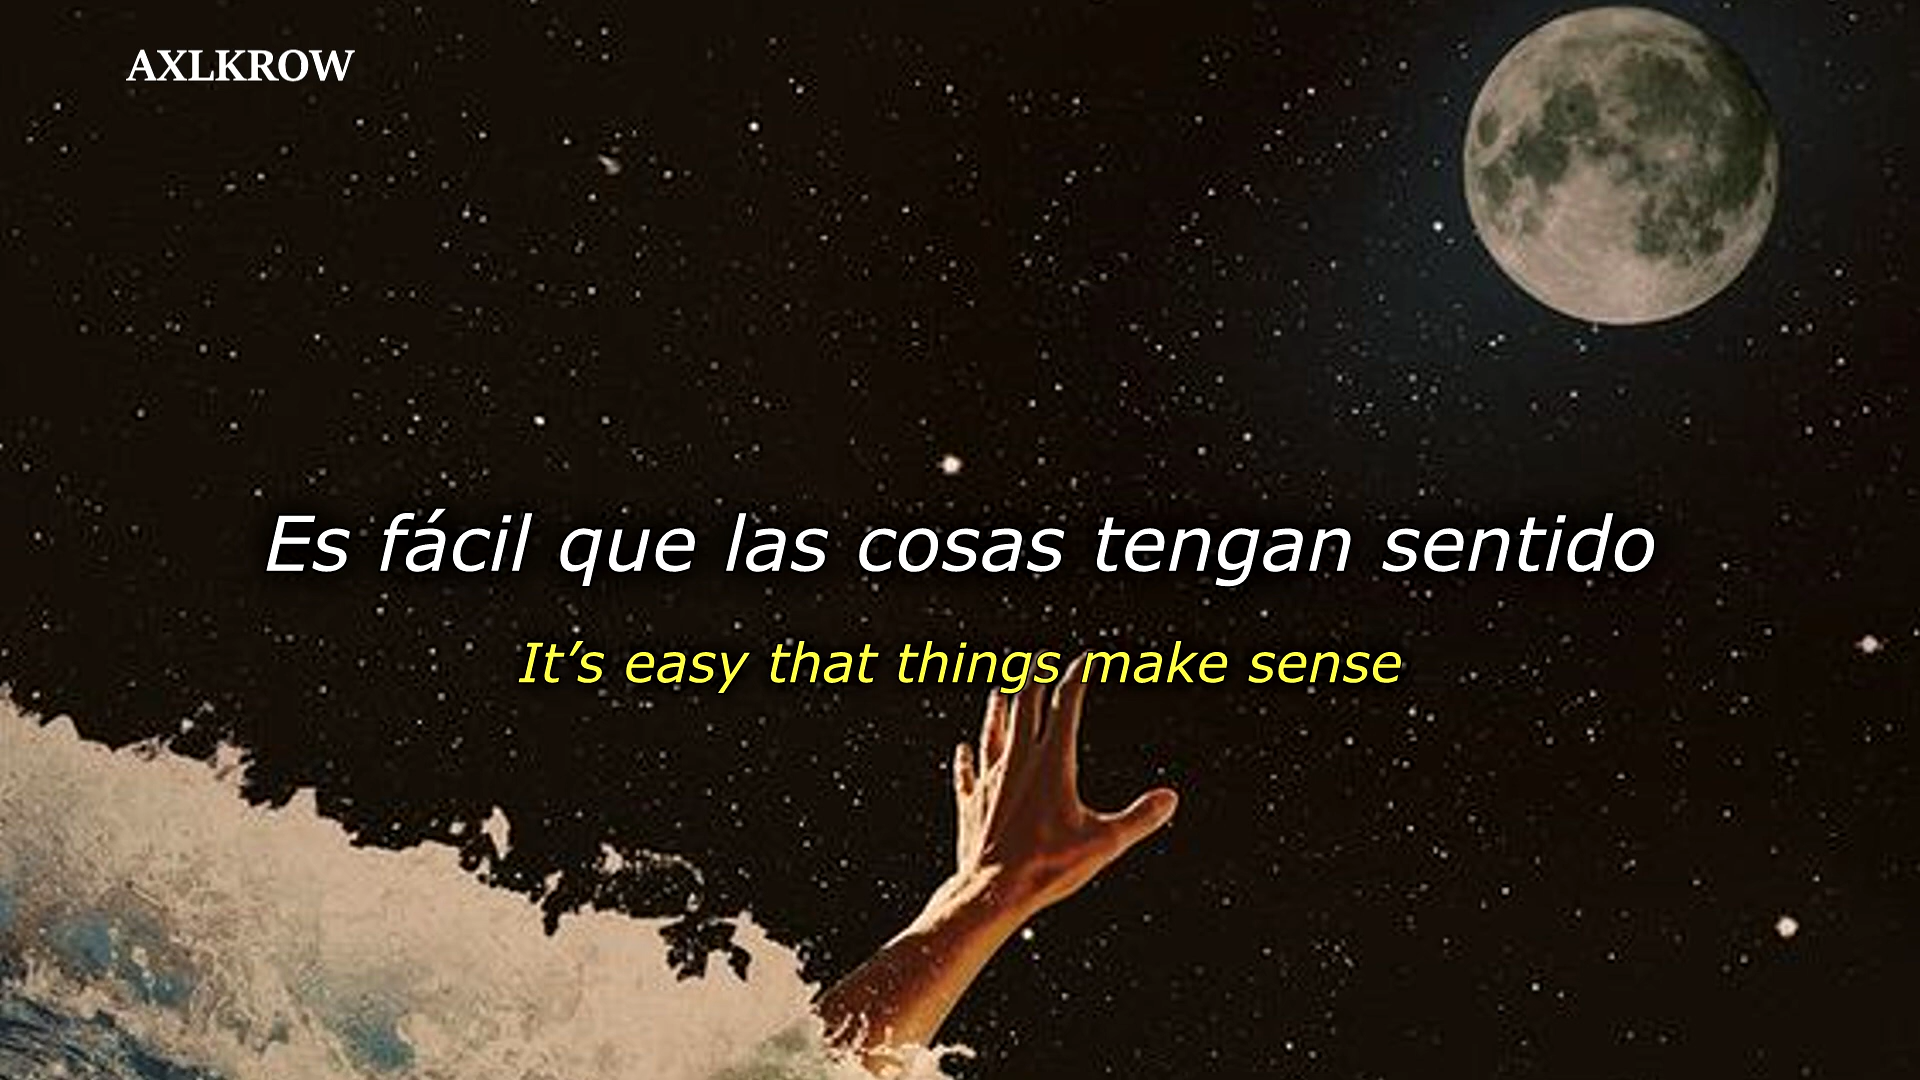 AXLKROW
Es fácil que las cosas tengan sentido
It’s easy that things make sense